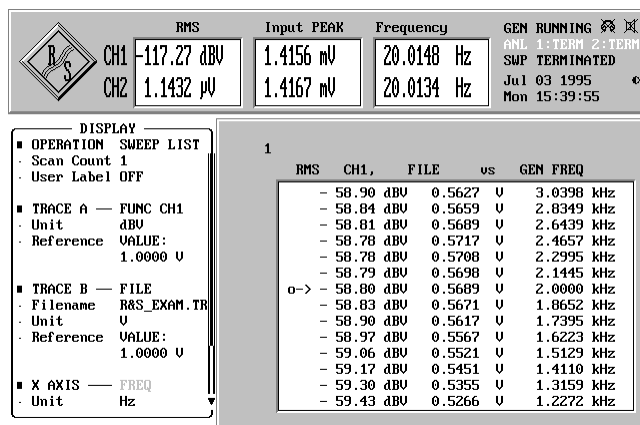 RMS Input PEAK Frequency
CH1 -117.27 dBV 1.4156 mV 20.0148 Hz
CH2 1.1432 µV 1.4167 mV 20.0134 Hz
GEN RUNNING
ANL 1:TERM 2:TERM
SWP TERMINATED
Jul 03 1995
Mon 15:39:55
R S
DISPLAY
OPERATION SWEEP LIST
Scan Count 1
User Label OFF
TRACE A — FUNC CH1
Unit dBV
Reference VALUE:
1.0000 V
TRACE B — FILE
Filename R&S_EXAM.TR
Unit V
Reference VALUE:
1.0000 V
X AXIS — FREQ
Unit Hz
1
RMS CH1, FILE vs GEN FREQ
- 58.90 dBV 0.5627 V 3.0398 kHz
- 58.84 dBV 0.5659 V 2.8349 kHz
- 58.81 dBV 0.5689 V 2.6439 kHz
- 58.78 dBV 0.5717 V 2.4657 kHz
- 58.78 dBV 0.5708 V 2.2995 kHz
- 58.79 dBV 0.5698 V 2.1445 kHz
o-> - 58.80 dBV 0.5689 V 2.0000 kHz
- 58.83 dBV 0.5671 V 1.8652 kHz
- 58.90 dBV 0.5617 V 1.7395 kHz
- 58.97 dBV 0.5567 V 1.6223 kHz
- 59.06 dBV 0.5521 V 1.5129 kHz
- 59.17 dBV 0.5451 V 1.4110 kHz
- 59.30 dBV 0.5355 V 1.3159 kHz
- 59.43 dBV 0.5266 V 1.2272 kHz